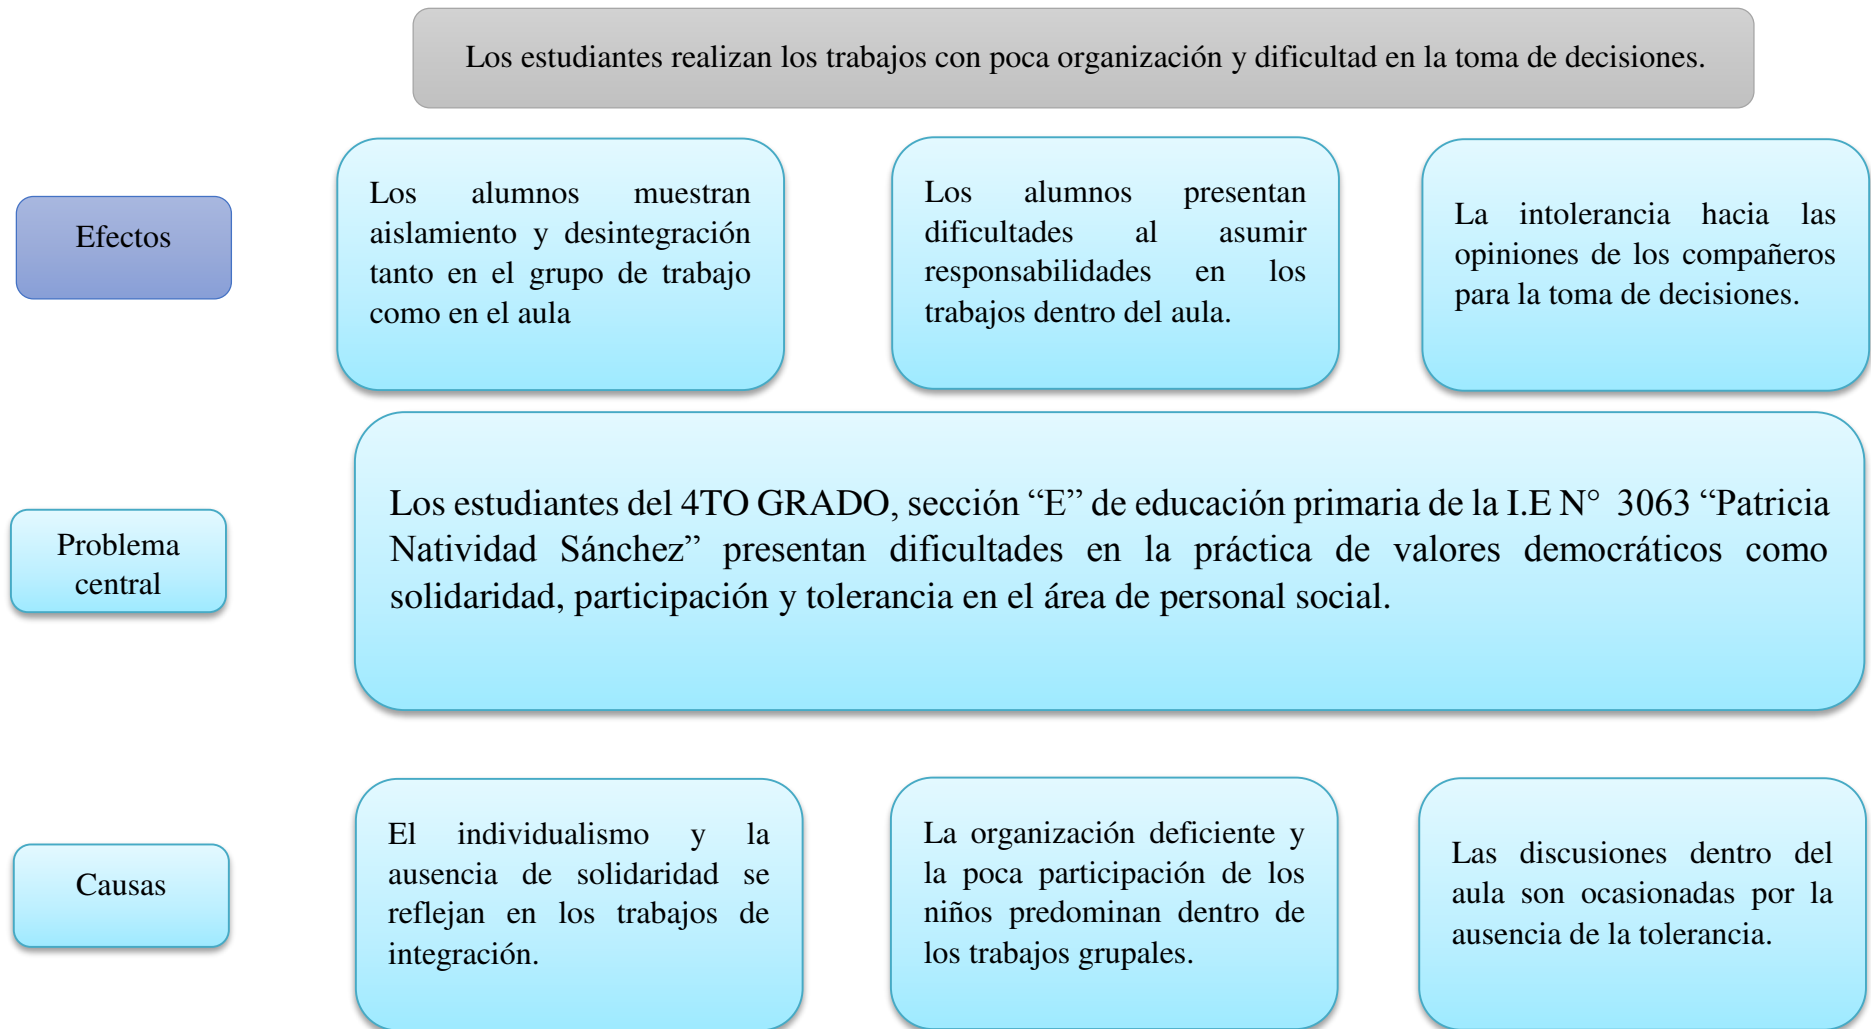 Los estudiantes realizan los trabajos con poca organización y dificultad en la toma de decisiones.
Efectos
Los alumnos muestran
aislamiento y desintegración
tanto en el grupo de trabajo
como en el aula
Los alumnos presentan
dificultades al asumir
responsabilidades en los
trabajos dentro del aula.
La intolerancia hacia las
opiniones de los compañeros
para la toma de decisiones.
Problema
central
Los estudiantes del 4TO GRADO, sección “E” de educación primaria de la I.E N° 3063 “Patricia
Natividad Sánchez” presentan dificultades en la práctica de valores democráticos como
solidaridad, participación y tolerancia en el área de personal social.
Causas
El individualismo y la
ausencia de solidaridad se
reflejan en los trabajos de
integración.
La organización deficiente y
la poca participación de los
niños predominan dentro de
los trabajos grupales.
Las discusiones dentro del
aula son ocasionadas por la
ausencia de la tolerancia.